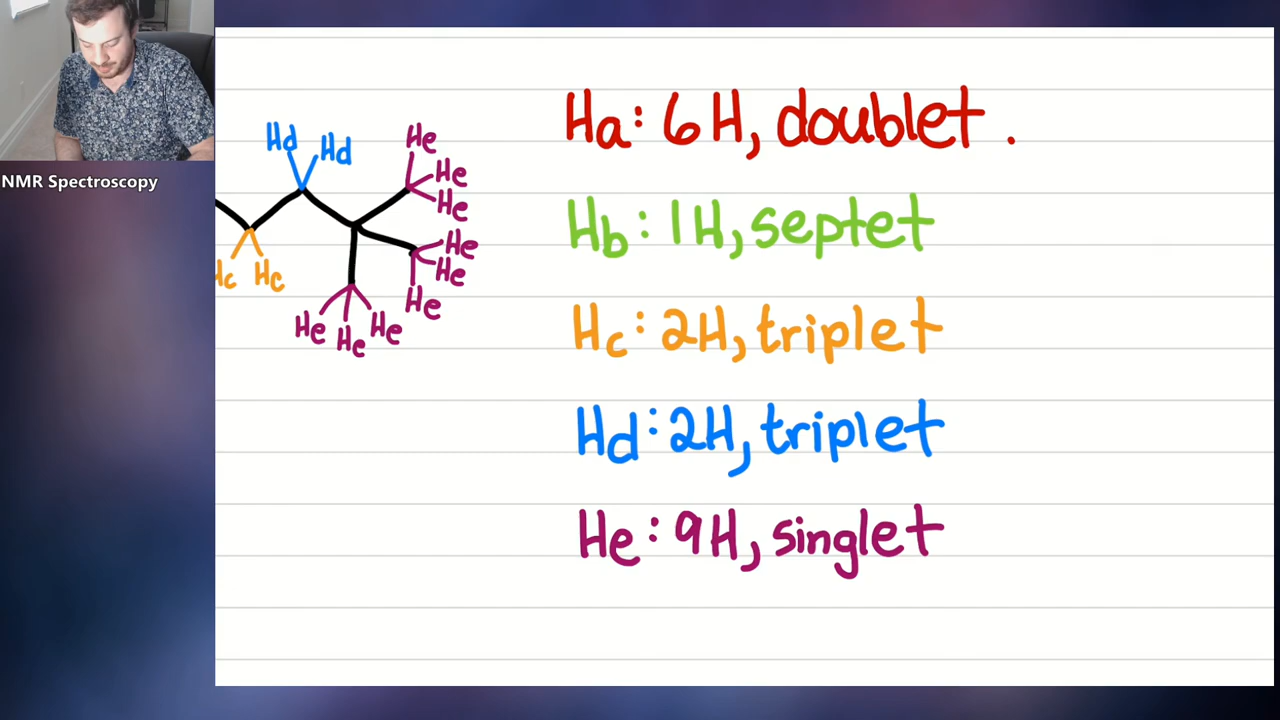 NMR Spectroscopy
Hd
Hd
He
He
He
He
He
He
Hc
Hc
He
He
He
Ha: 6H, doublet .
Hb: 1H, septet
Hc: 2H, triplet
Hd: 2H, triplet
He: 9H, singlet